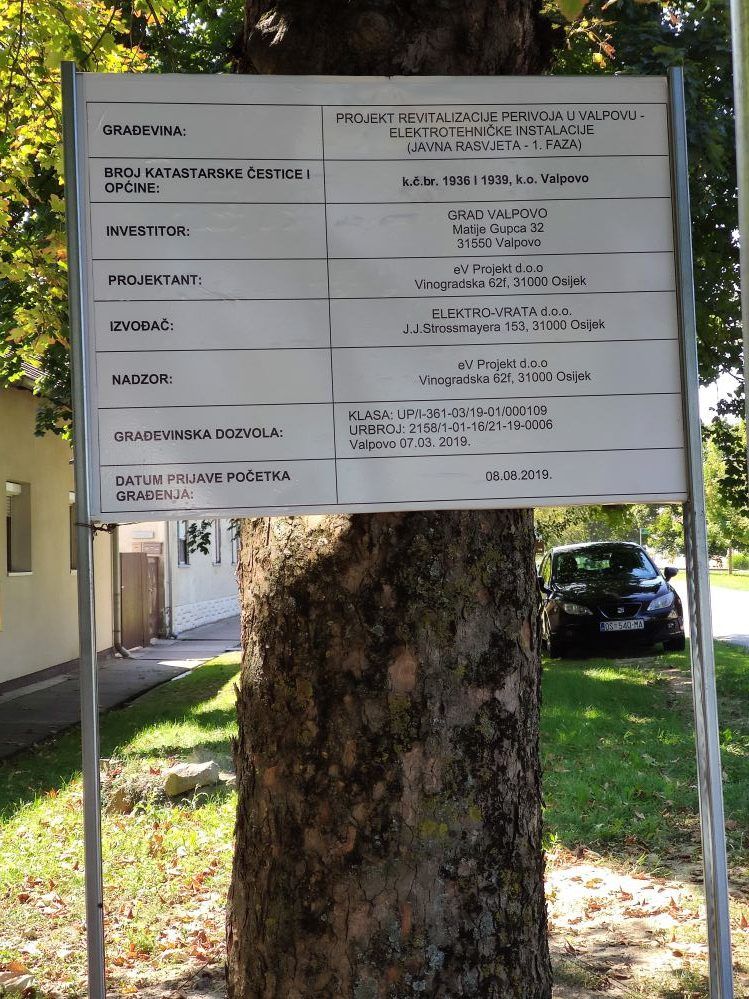 GRAĐEVINA:
PROJEKT REVITALIZACIJE PERIVOJA U VALPOVU -
ELEKTROTEHNIČKE INSTALACIJE
(JAVNA RASVJETA - 1. FAZA)
BROJ KATASTARSKE ČESTICE I
OPĆINE:
k.č.br. 1936 I 1939, k.o. Valpovo
INVESTITOR:
GRAD VALPOVO
Matije Gupca 32
31550 Valpovo
PROJEKTANT:
eV Projekt d.o.o
Vinogradska 62f, 31000 Osijek
IZVOĐAČ:
ELEKTRO-VRATA d.o.o.
J.J.Strossmayera 153, 31000 Osijek
NADZOR:
eV Projekt d.o.o
Vinogradska 62f, 31000 Osijek
GRAĐEVINSKA DOZVOLA:
KLASA: UP/I-361-03/19-01/000109
URBROJ: 2158/1-01-16/21-19-0006
Valpovo 07.03. 2019.
DATUM PRIJAVE POČETKA
GRAĐENJA:
08.08.2019.
OS 540-MA